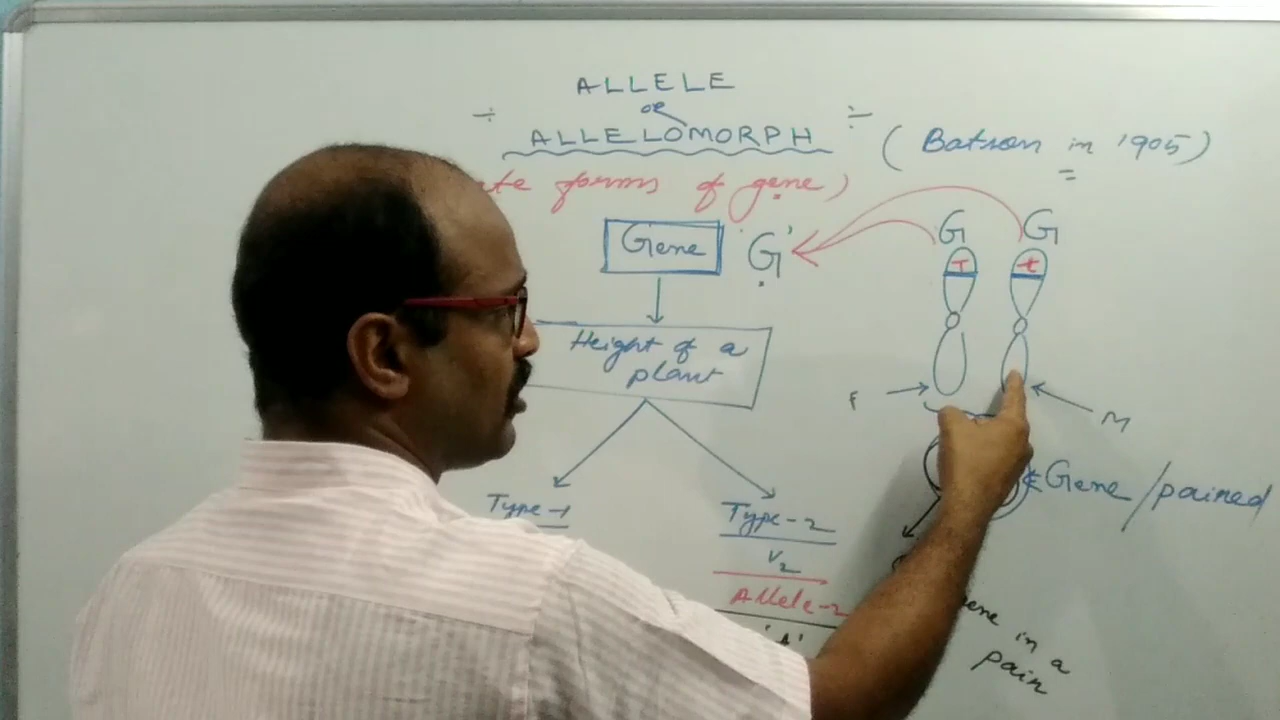 ALLELE
or
ALLELOMORPH
(Batson in 1905)
forms of gene)
Gene G'
G G
T t
Height of a
plant
F M
Gene/paired
Type-1 Type-2
V2
Allele-2
'A'
in a
pair